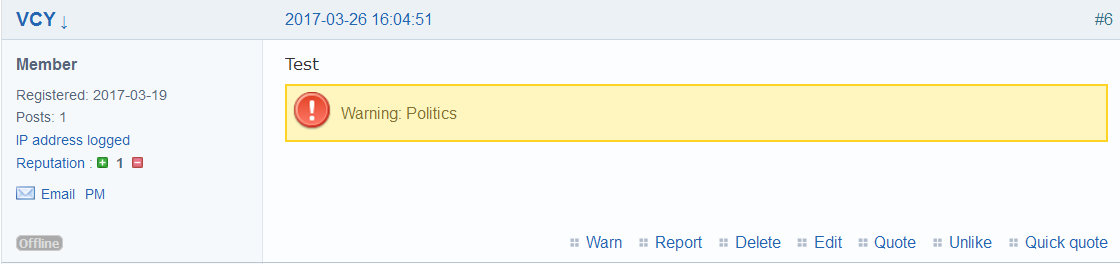 VCY↓ 2017-03-26 16:04:51 #6
Member
Registered: 2017-03-19
Posts: 1
IP address logged
Reputation : 1
Email PM
Offline
Test
Warning: Politics
Warn Report Delete Edit Quote Unlike Quick quote